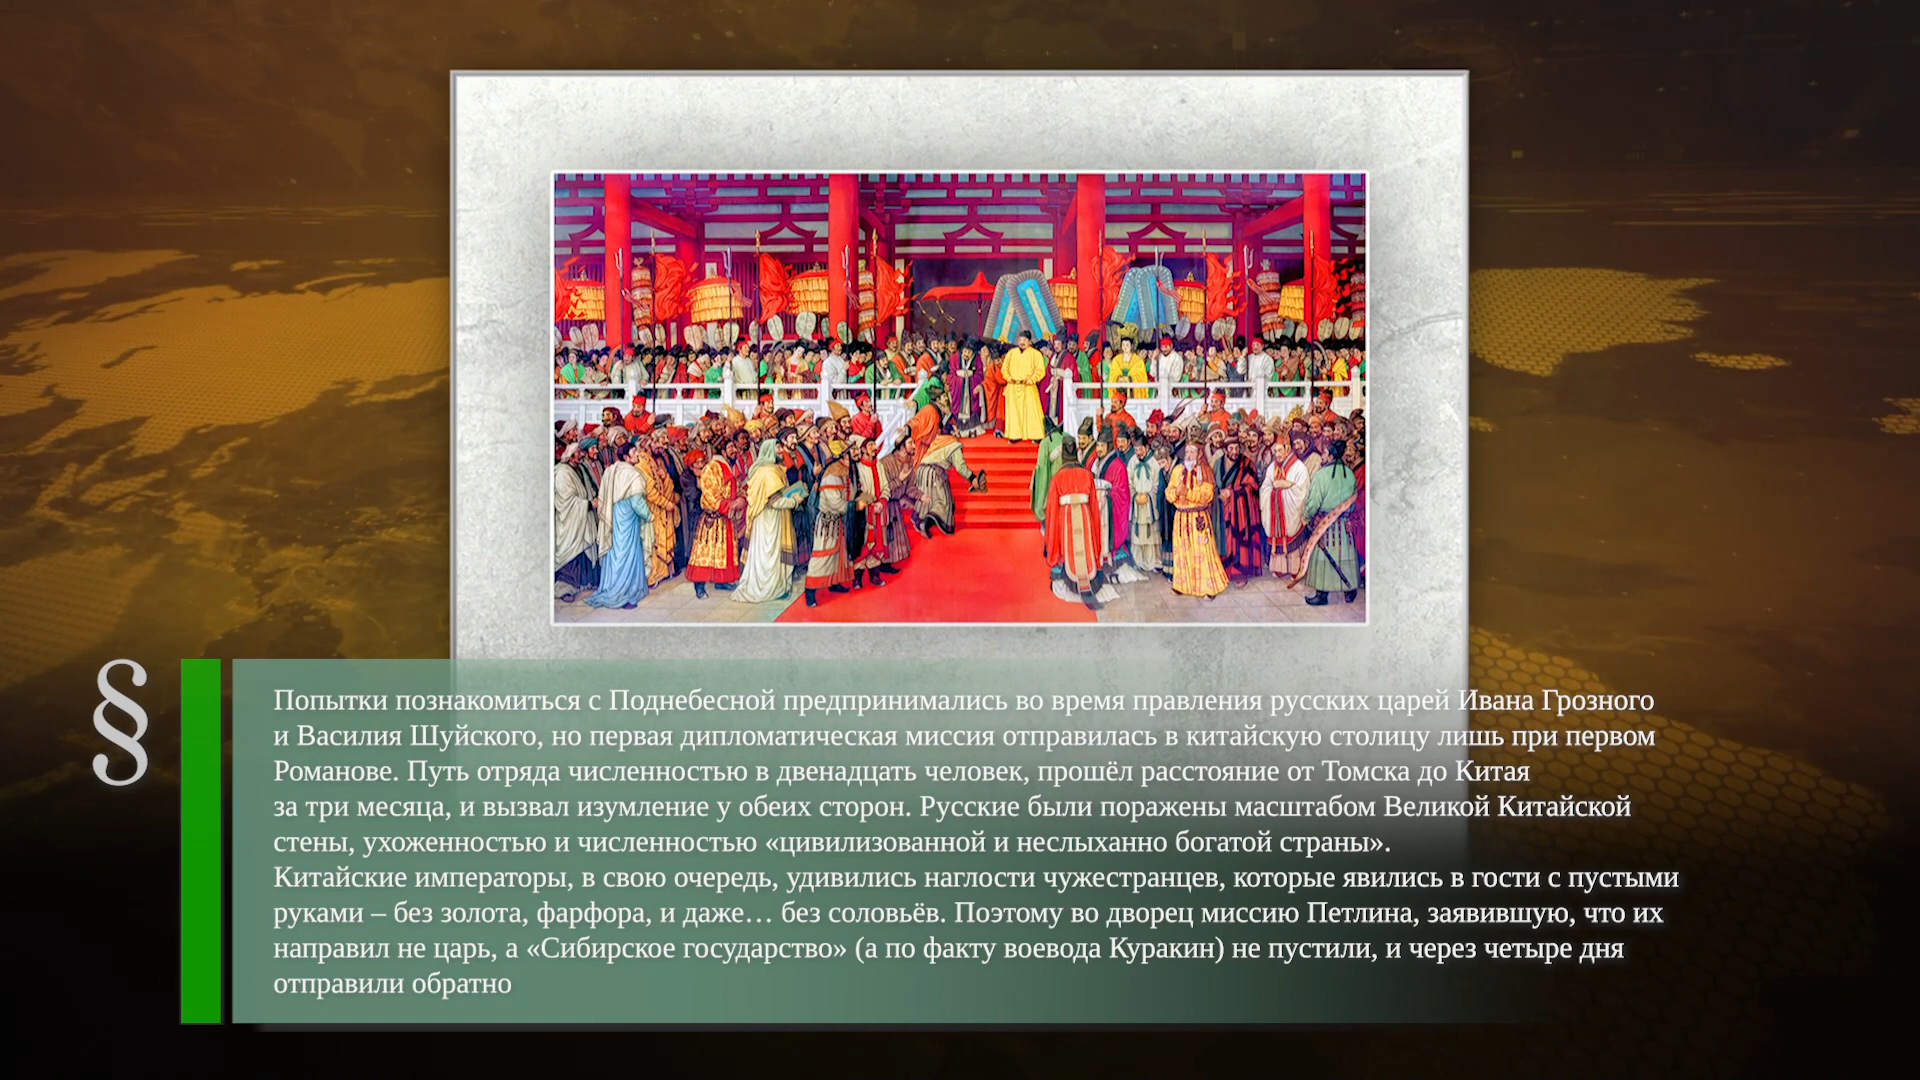 §
Попытки познакомиться с Поднебесной предпринимались во время правления русских царей Ивана Грозного
и Василия Шуйского, но первая дипломатическая миссия отправилась в китайскую столицу лишь при первом
Романове. Путь отряда численностью в двенадцать человек, прошёл расстояние от Томска до Китая
за три месяца, и вызвал изумление у обеих сторон. Русские были поражены масштабом Великой Китайской
стены, ухоженностью и численностью «цивилизованной и неслыханно богатой страны».
Китайские императоры, в свою очередь, удивились наглости чужестранцев, которые явились в гости с пустыми
руками – без золота, фарфора, и даже… без соловьёв. Поэтому во дворец миссию Петлина, заявившую, что их
направил не царь, а «Сибирское государство» (а по факту воевода Куракин) не пустили, и через четыре дня
отправили обратно